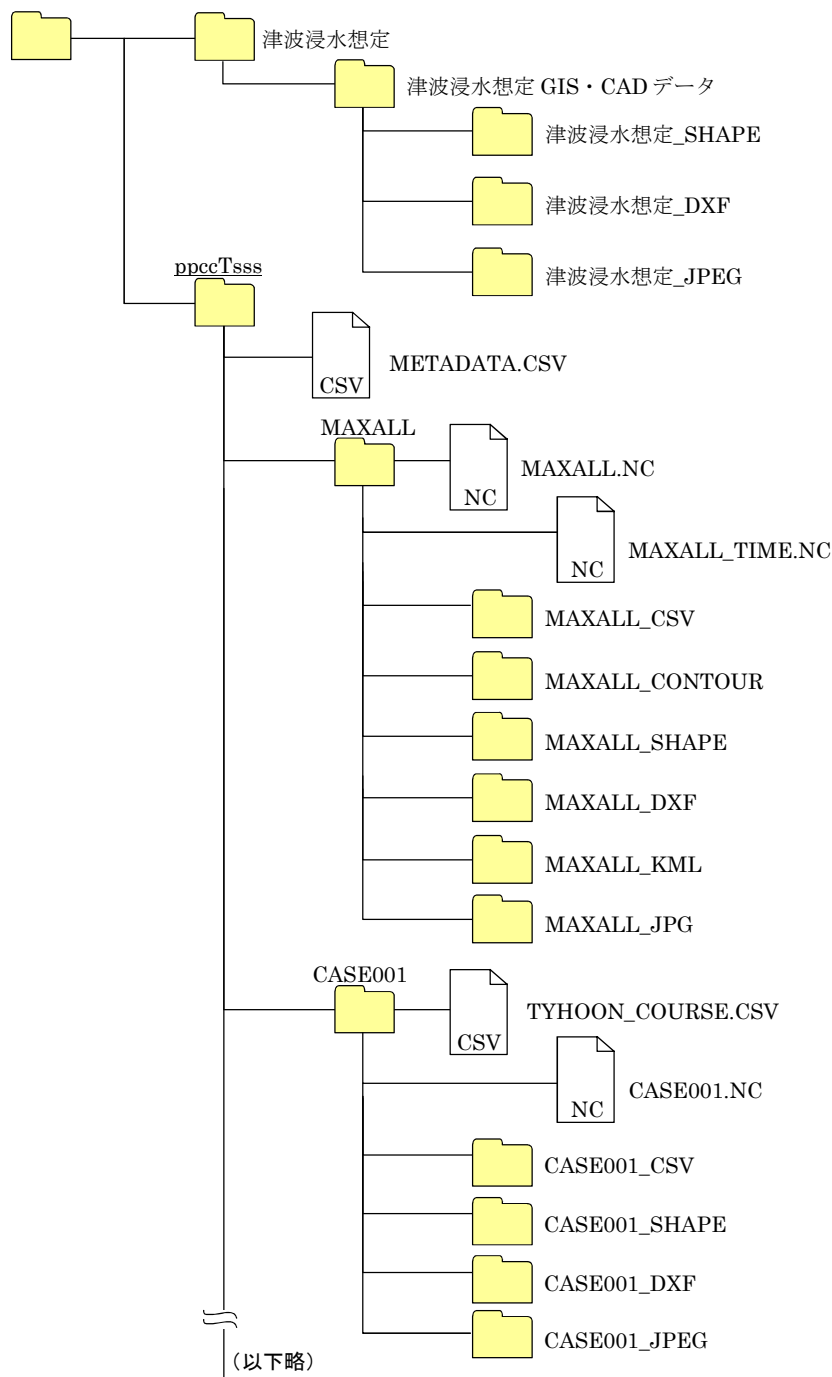 津波浸水想定
津波浸水想定 GIS・CAD データ
津波浸水想定_SHAPE
津波浸水想定_DXF
津波浸水想定_JPEG
ppccTsss
CSV
METADATA.CSV
MAXALL
NC
MAXALL.NC
NC
MAXALL_TIME.NC
MAXALL_CSV
MAXALL_CONTOUR
MAXALL_SHAPE
MAXALL_DXF
MAXALL_KML
MAXALL_JPG
CASE001
CSV
TYHOON_COURSE.CSV
NC
CASE001.NC
CASE001_CSV
CASE001_SHAPE
CASE001_DXF
CASE001_JPEG
（以下略）